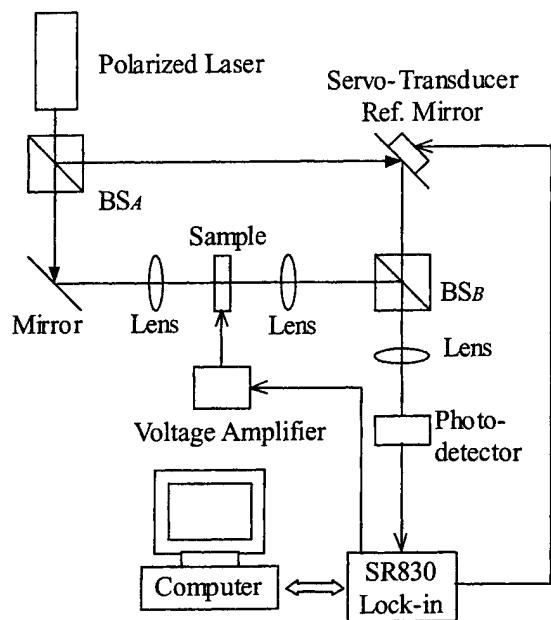 Polarized Laser
Servo-Transducer
Ref. Mirror
BSA
Sample
Mirror
Lens
Lens
BSB
Lens
Voltage Amplifier
Photo-
detector
Computer
SR830
Lock-in